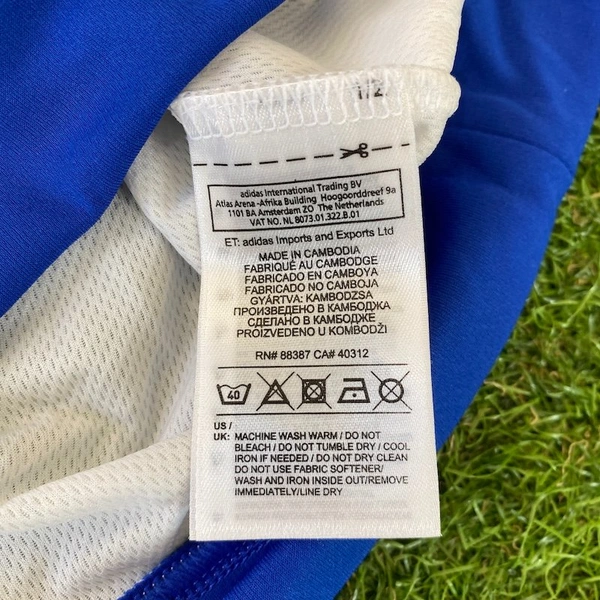 1/2
adidas International Trading BV
Atlas Arena -Afrika Building Hoogoorddreef 9a
1101 BA Amsterdam ZO The Netherlands
VAT NO. NL 8073.01.322.B.01
ET: adidas Imports and Exports Ltd
MADE IN CAMBODIA
FABRIQUÉ AU CAMBODGE
FABRICADO EN CAMBOYA
FABRICADO NO CAMBOJA
GYÁRTVA: KAMBODZSA
ПРОИЗВЕДЕНО В КАМБОДЖА
СДЕЛАНО В КАМБОДЖЕ
PROIZVEDENO U KOMBODŽI
RN# 88387 CA# 40312
40
US /
UK: MACHINE WASH WARM / DO NOT
BLEACH / DO NOT TUMBLE DRY / COOL
IRON IF NEEDED / DO NOT DRY CLEAN
DO NOT USE FABRIC SOFTENER/
WASH AND IRON INSIDE OUT/REMOVE
IMMEDIATELY/LINE DRY